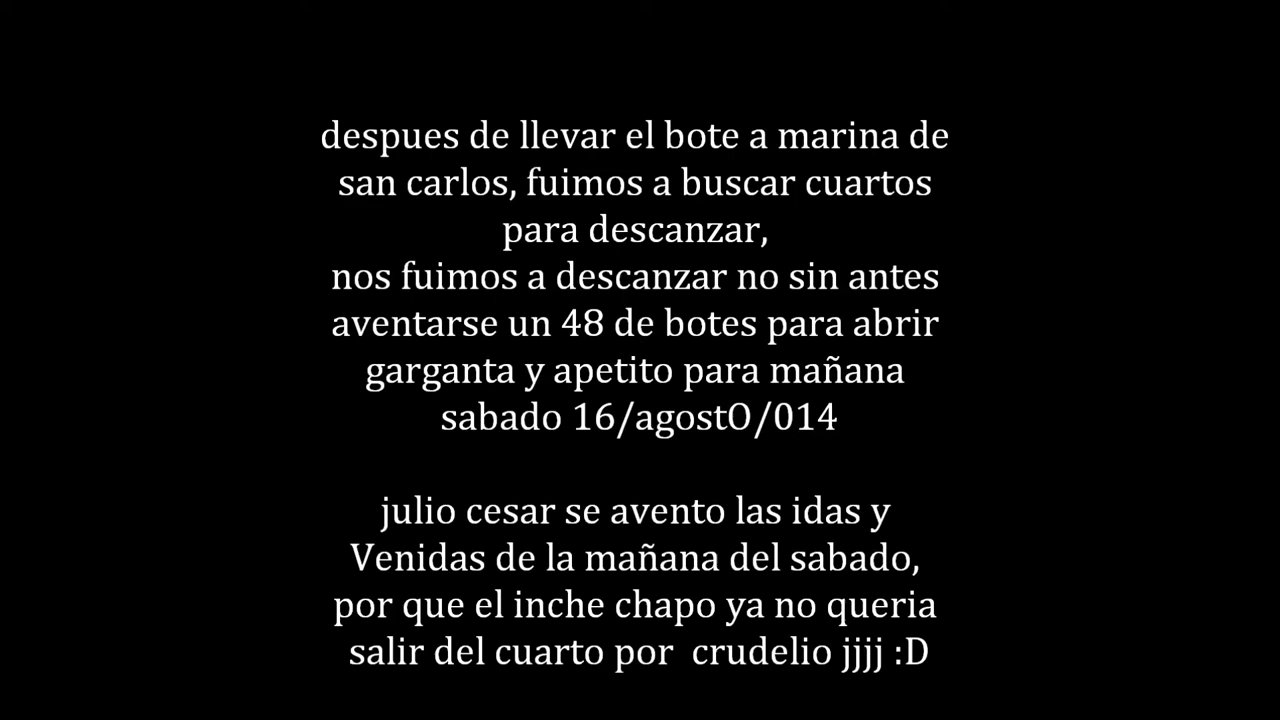 despues de llevar el bote a marina de
san carlos, fuimos a buscar cuartos
para descanzar,
nos fuimos a descanzar no sin antes
aventarse un 48 de botes para abrir
garganta y apetito para mañana
sabado 16/agostO/014
julio cesar se avento las idas y
Venidas de la mañana del sabado,
por que el inche chapo ya no queria
salir del cuarto por  crudelio jjjj :D